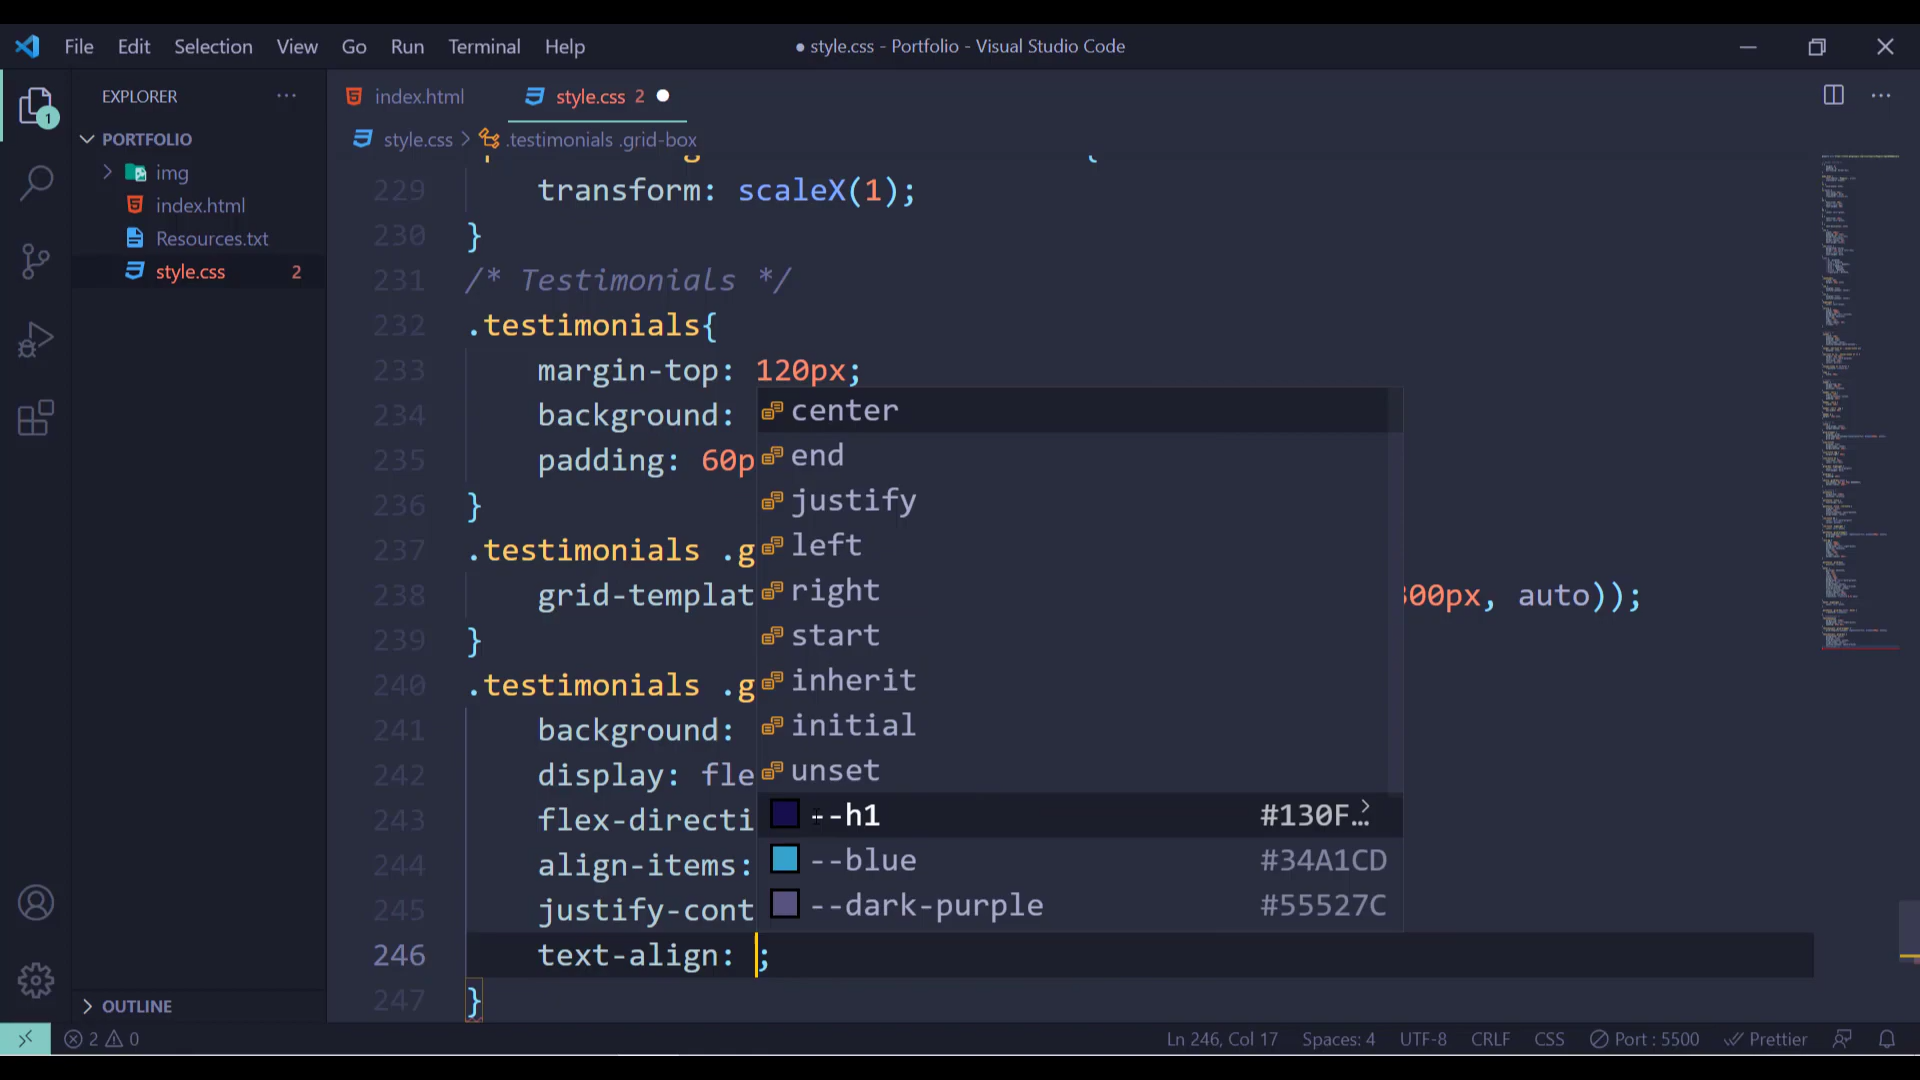 File Edit Selection View Go Run Terminal Help
● style.css - Portfolio - Visual Studio Code
EXPLORER
index.html
style.css 2
PORTFOLIO
style.css > .testimonials .grid-box
img
index.html
Resources.txt
style.css 2
1
229 transform: scaleX(1);
230 }
231 /* Testimonials */
232 .testimonials{
233 margin-top: 120px;
234 background:
235 padding: 60p
236 }
237 .testimonials .g
238 grid-templat 300px, auto));
239 }
240 .testimonials .g
241 background:
242 display: fle
243 flex-directi
244 align-items:
245 justify-cont
246 text-align: ;
247 }
center
end
justify
left
right
start
inherit
initial
unset
--h1 #130F…
--blue #34A1CD
--dark-purple #55527C
OUTLINE
2 0
Ln 246, Col 17 Spaces: 4 UTF-8 CRLF CSS Port : 5500 Prettier